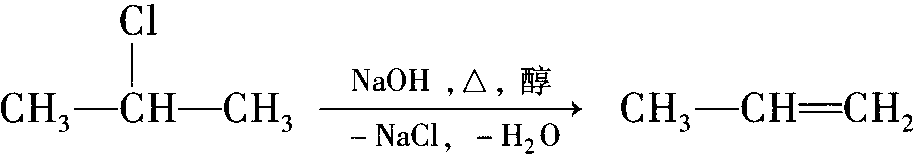 Cl
CH₃—CH—CH₃ NaOH ,△, 醇 CH₃—CH=CH₂
－NaCl, －H₂O